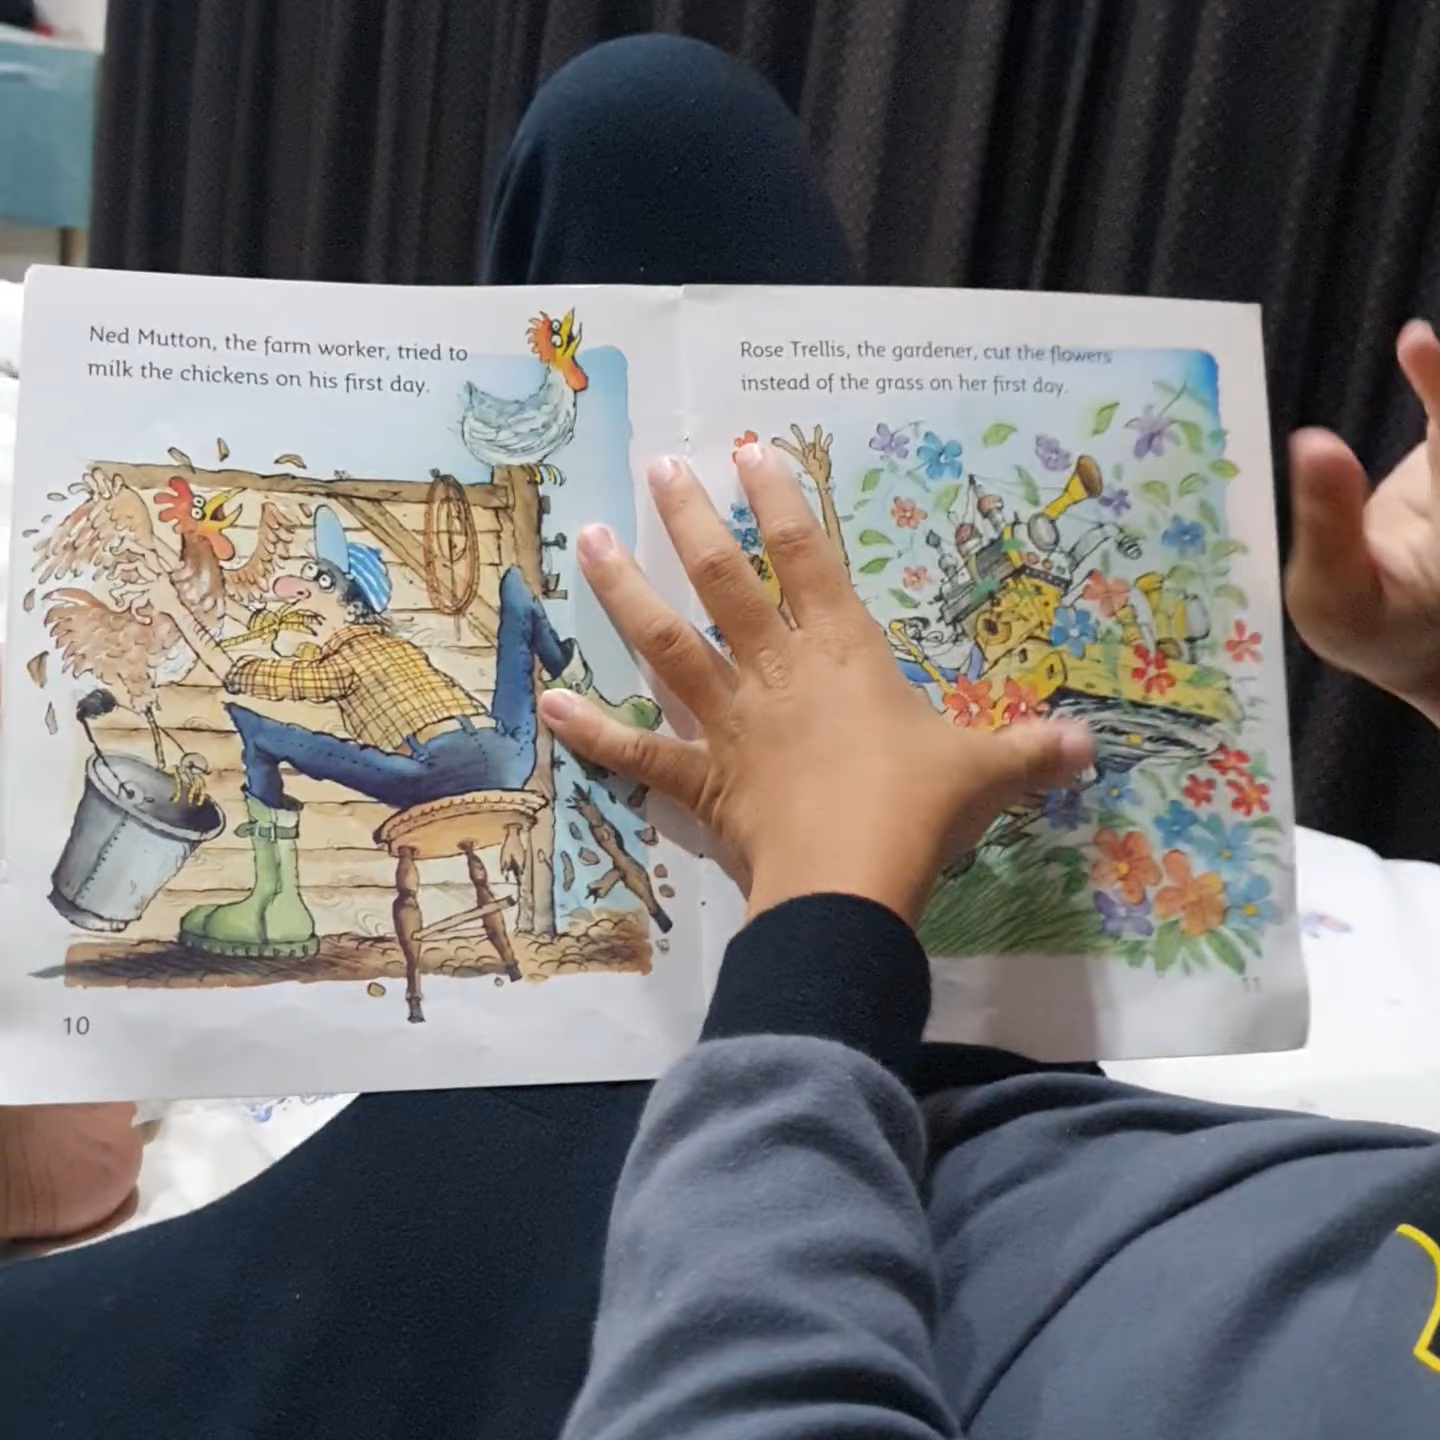 Ned Mutton, the farm worker, tried to
milk the chickens on his first day.
10
Rose Trellis, the gardener, cut the flowers
instead of the grass on her first day.
11